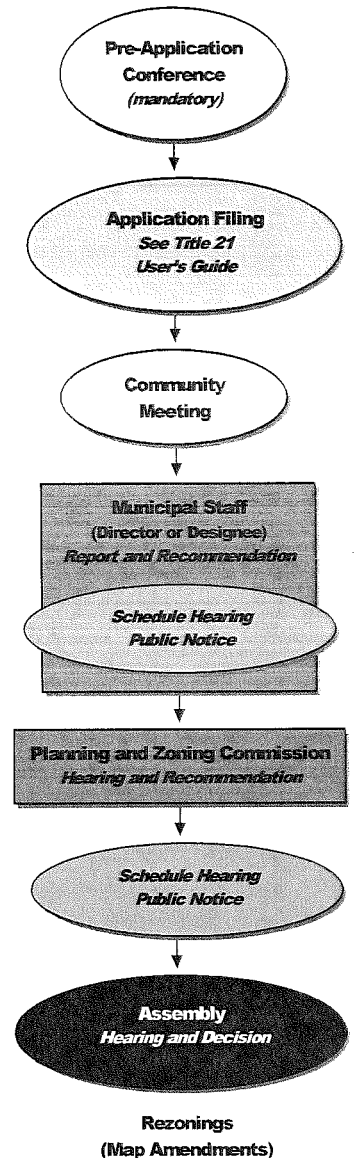 Pre-Application
Conference
(mandatory)
Application Filing
See Title 21
User's Guide
Community
Meeting
Municipal Staff
(Director or Designee)
Report and Recommendation
Schedule Hearing
Public Notice
Planning and Zoning Commission
Hearing and Recommendation
Schedule Hearing
Public Notice
Assembly
Hearing and Decision
Rezonings
(Map Amendments)